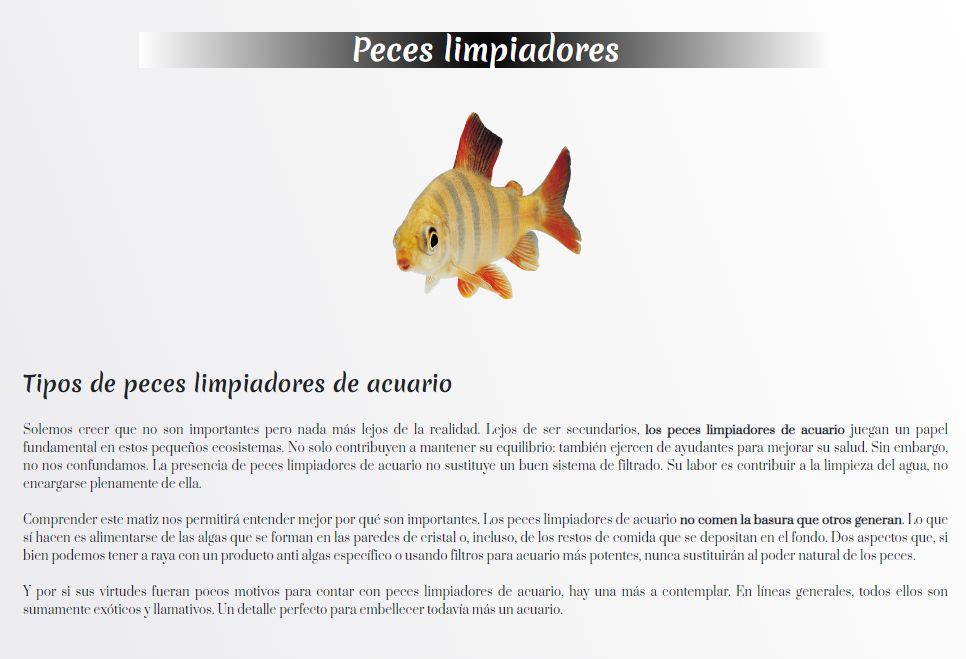 Peces limpiadores
Tipos de peces limpiadores de acuario
Solemos creer que no son importantes pero nada más lejos de la realidad. Lejos de ser secundarios, los peces limpiadores de acuario juegan un papel
fundamental en estos pequeños ecosistemas. No solo contribuyen a mantener su equilibrio: también ejercen de ayudantes para mejorar su salud. Sin embargo,
no nos confundamos. La presencia de peces limpiadores de acuario no sustituye un buen sistema de filtrado. Su labor es contribuir a la limpieza del agua, no
encargarse plenamente de ella.
Comprender este matiz nos permitirá entender mejor por qué son importantes. Los peces limpiadores de acuario no comen la basura que otros generan. Lo que
sí hacen es alimentarse de las algas que se forman en las paredes de cristal o, incluso, de los restos de comida que se depositan en el fondo. Dos aspectos que, si
bien podemos tener a raya con un producto anti algas específico o usando filtros para acuario más potentes, nunca sustituirán al poder natural de los peces.
Y por si sus virtudes fueran pocos motivos para contar con peces limpiadores de acuario, hay una más a contemplar. En líneas generales, todos ellos son
sumamente exóticos y llamativos. Un detalle perfecto para embellecer todavía más un acuario.